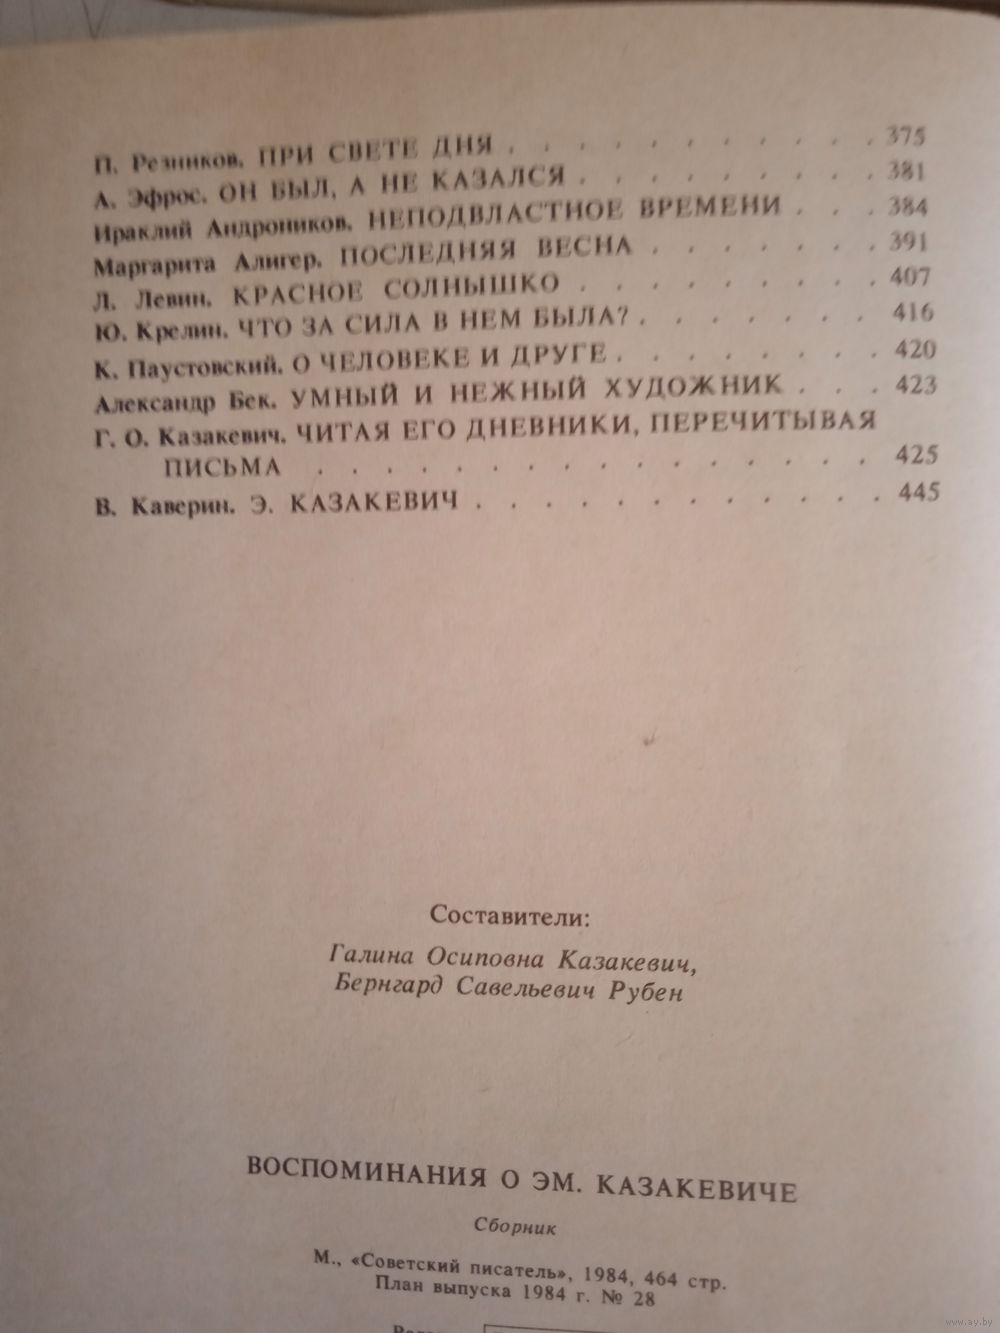 П. Резников. ПРИ СВЕТЕ ДНЯ . . . . . . . . . . . 375
А. Эфрос. ОН БЫЛ, А НЕ КАЗАЛСЯ . . . . . . . . . 381
Ираклий Андроников. НЕПОДВЛАСТНОЕ ВРЕМЕНИ . . . 384
Маргарита Алигер. ПОСЛЕДНЯЯ ВЕСНА . . . . . . . 391
Л. Левин. КРАСНОЕ СОЛНЫШКО . . . . . . . . . 407
Ю. Крелин. ЧТО ЗА СИЛА В НЕМ БЫЛА? . . . . . . . 416
К. Паустовский. О ЧЕЛОВЕКЕ И ДРУГЕ . . . . . . . . 420
Александр Бек. УМНЫЙ И НЕЖНЫЙ ХУДОЖНИК . . . 423
Г. О. Казакевич. ЧИТАЯ ЕГО ДНЕВНИКИ, ПЕРЕЧИТЫВАЯ
ПИСЬМА . . . . . . . . . . . . . . . . 425
В. Каверин. Э. КАЗАКЕВИЧ . . . . . . . . . . . . 445
Составители:
Галина Осиповна Казакевич,
Бернгард Савельевич Рубен
ВОСПОМИНАНИЯ О ЭМ. КАЗАКЕВИЧЕ
Сборник
М., «Советский писатель», 1984, 464 стр.
План выпуска 1984 г. № 28
www.ay.by